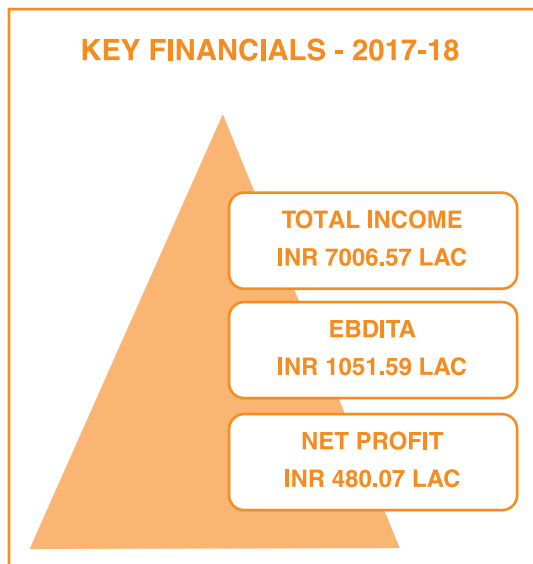 KEY FINANCIALS - 2017-18
TOTAL INCOME
INR 7006.57 LAC
EBDITA
INR 1051.59 LAC
NET PROFIT
INR 480.07 LAC